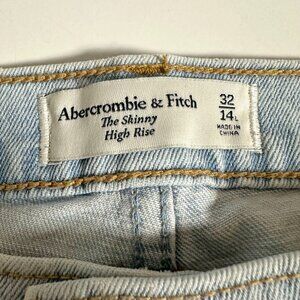 Abercrombie & Fitch
The Skinny
High Rise
32
14L
MADE IN
CHINA